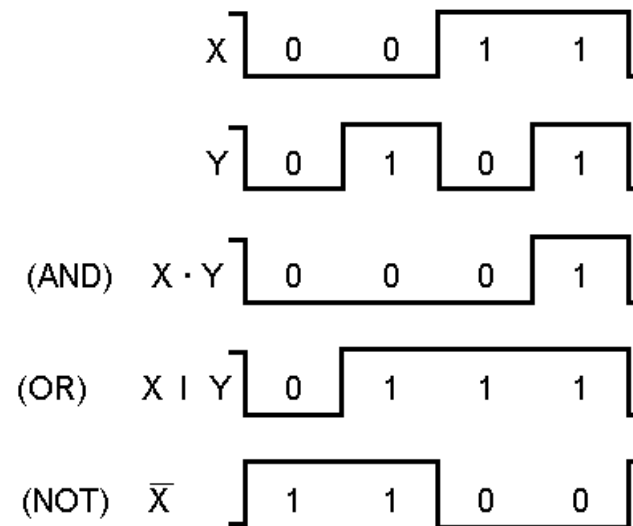 X 0 0 1 1
Y 0 1 0 1
(AND) X · Y 0 0 0 1
(OR) X | Y 0 1 1 1
(NOT) X̅ 1 1 0 0